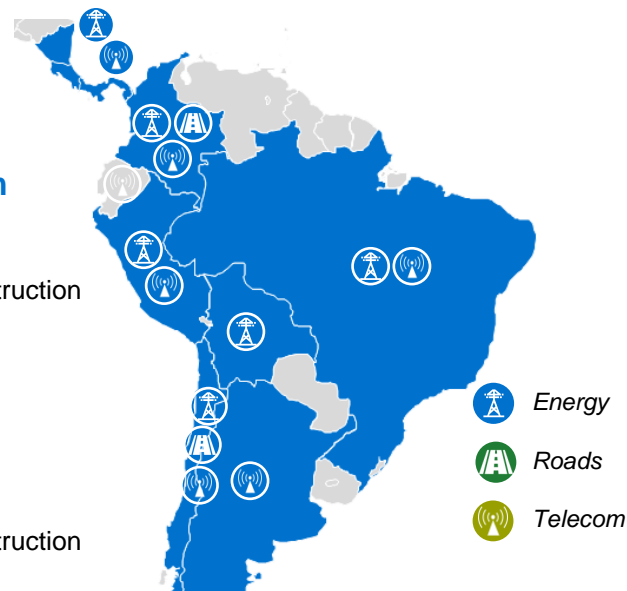 n
truction
Energy
Roads
Telecom
truction